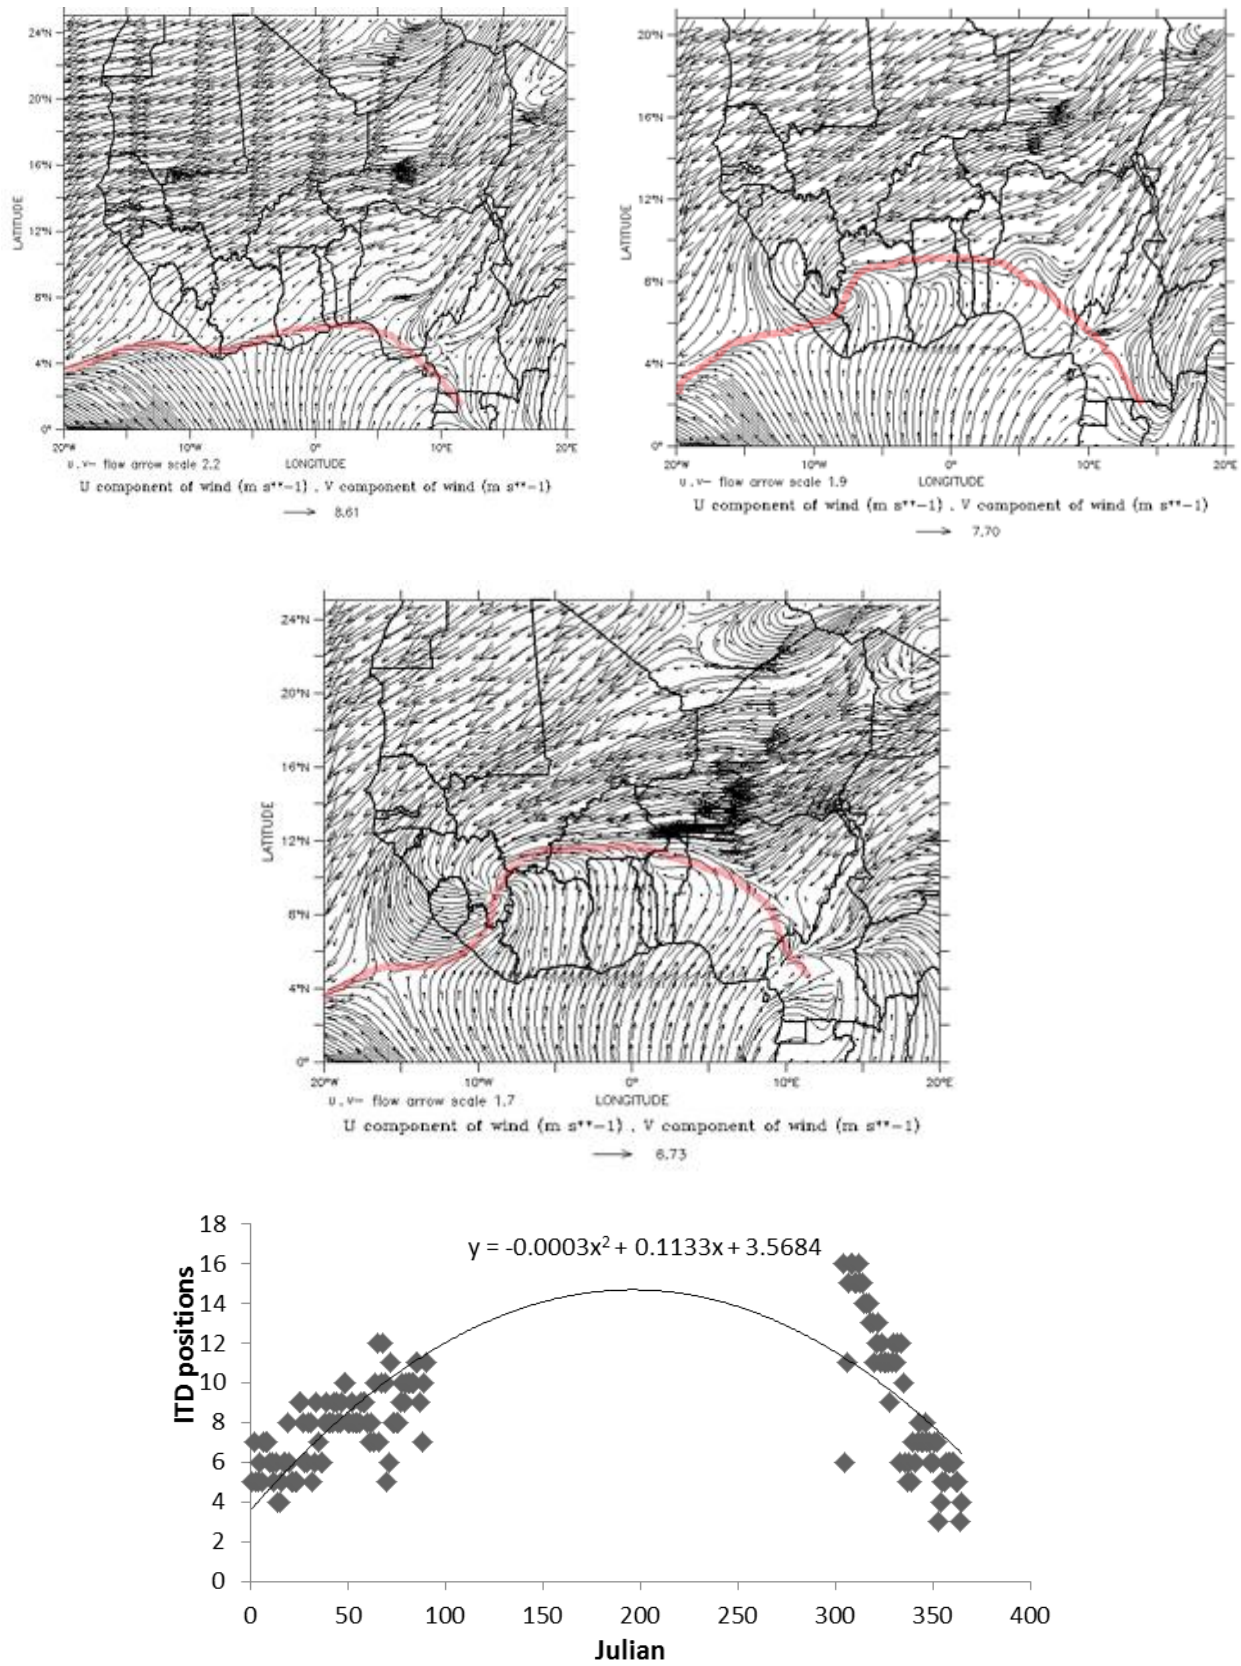 24°N
20°N
16°N
12°N
8°N
4°N
0°
LATITUDE
20°W 10°W 0° 10°E 20°E
u,v— flow arrow scale 2.2 LONGITUDE
U component of wind (m s**-1) , V component of wind (m s**-1)
8.61
20°N
16°N
12°N
8°N
4°N
0°
LATITUDE
20°W 10°W 0° 10°E 20°E
u,v— flow arrow scale 1.9 LONGITUDE
U component of wind (m s**-1) , V component of wind (m s**-1)
7.70
24°N
20°N
16°N
12°N
8°N
4°N
0°
LATITUDE
20°W 10°W 0° 10°E 20°E
u,v— flow arrow scale 1.7 LONGITUDE
U component of wind (m s**-1) , V component of wind (m s**-1)
6.73
y = -0.0003x² + 0.1133x + 3.5684
18
16
14
12
10
8
6
4
2
0
ITD positions
0 50 100 150 200 250 300 350 400
Julian